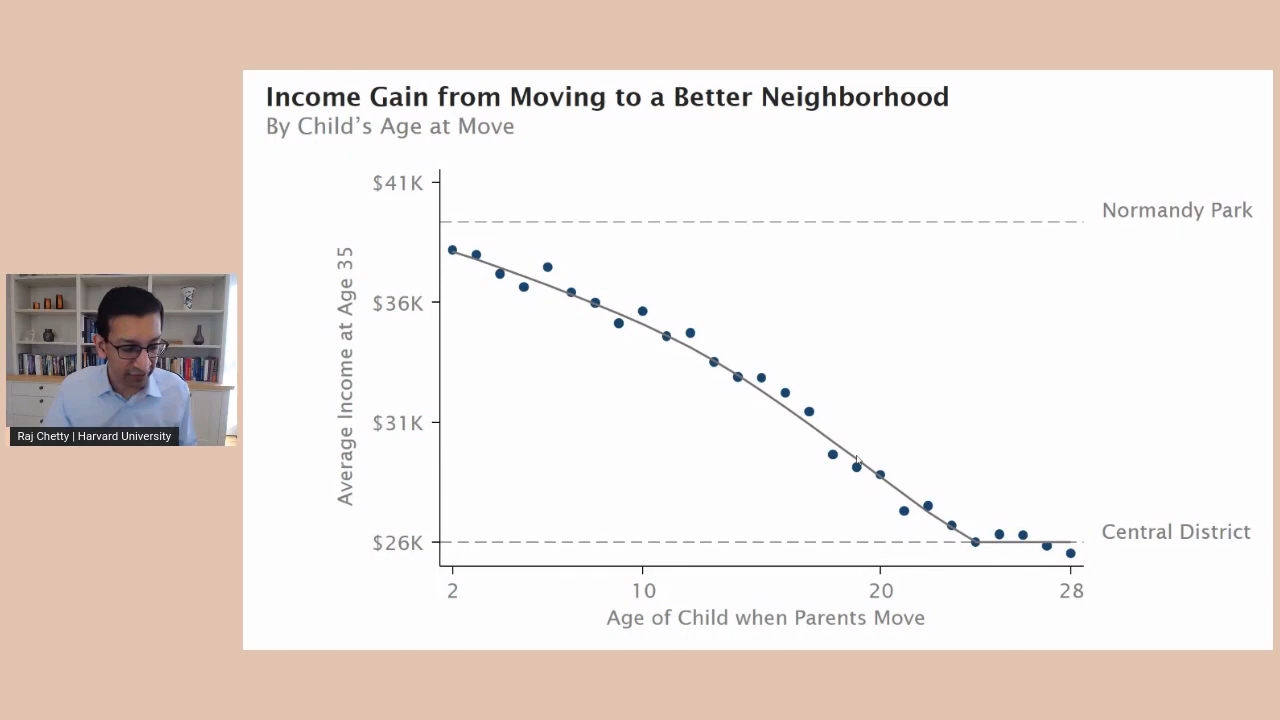 Income Gain from Moving to a Better Neighborhood
By Child's Age at Move
$41K
$36K
$31K
$26K
Average Income at Age 35
Normandy Park
Central District
2
10
20
28
Age of Child when Parents Move
Raj Chetty | Harvard University